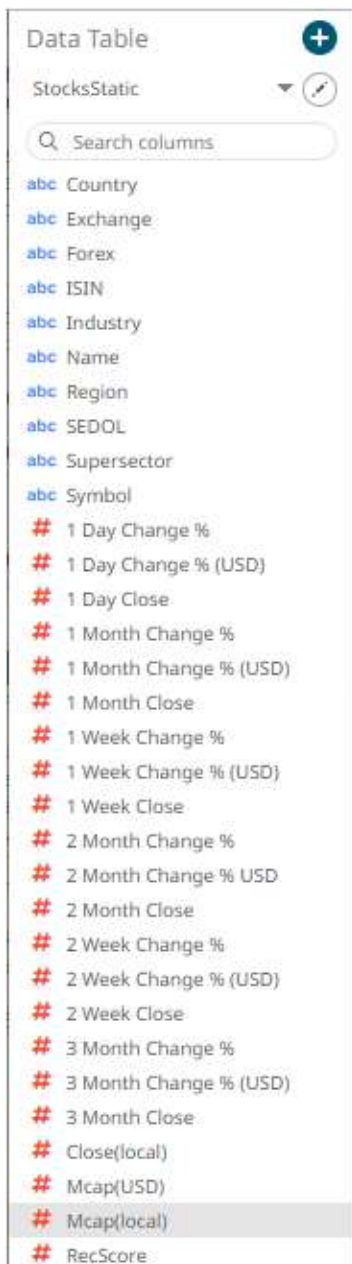 Data Table
StocksStatic
Search columns
abc Country
abc Exchange
abc Forex
abc ISIN
abc Industry
abc Name
abc Region
abc SEDOL
abc Supersector
abc Symbol
# 1 Day Change %
# 1 Day Change % (USD)
# 1 Day Close
# 1 Month Change %
# 1 Month Change % (USD)
# 1 Month Close
# 1 Week Change %
# 1 Week Change % (USD)
# 1 Week Close
# 2 Month Change %
# 2 Month Change % USD
# 2 Month Close
# 2 Week Change %
# 2 Week Change % (USD)
# 2 Week Close
# 3 Month Change %
# 3 Month Change % (USD)
# 3 Month Close
# Close(local)
# Mcap(USD)
# Mcap(local)
# RecScore